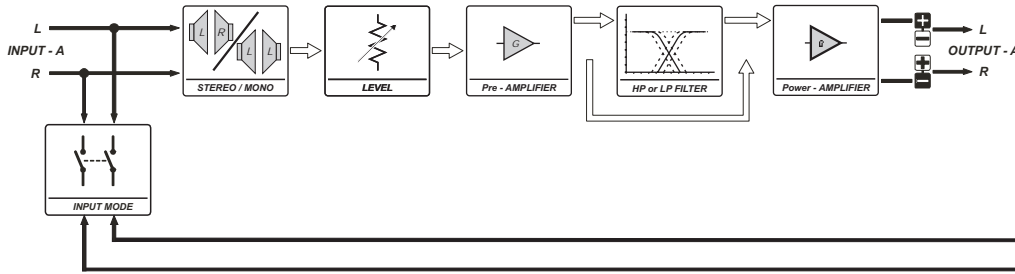 L
INPUT - A
R
L R
L L
STEREO / MONO
LEVEL
G
Pre - AMPLIFIER
HP or LP FILTER
G
Power - AMPLIFIER
+
−
+
−
L
OUTPUT - A
R
INPUT MODE